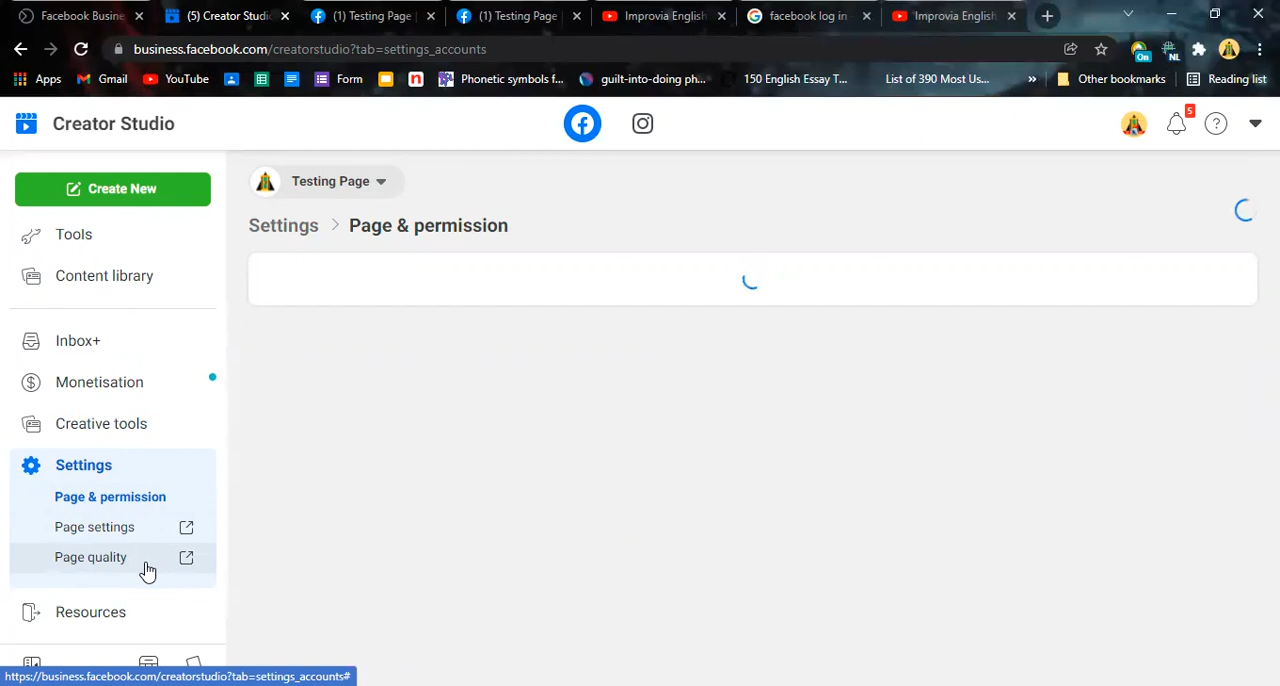 Facebook Busine
(5) Creator Studi
(1) Testing Page |
(1) Testing Page |
Improvia English
facebook log in
Improvia English
business.facebook.com/creatorstudio?tab=settings_accounts
On
NL
Apps
Gmail
YouTube
Form
Phonetic symbols f...
guilt-into-doing ph...
150 English Essay T...
List of 390 Most Us...
»
Other bookmarks
Reading list
Creator Studio
5
Create New
Testing Page
Tools
Settings > Page & permission
Content library
Inbox+
Monetisation
Creative tools
Settings
Page & permission
Page settings
Page quality
Resources
https://business.facebook.com/creatorstudio?tab=settings_accounts#